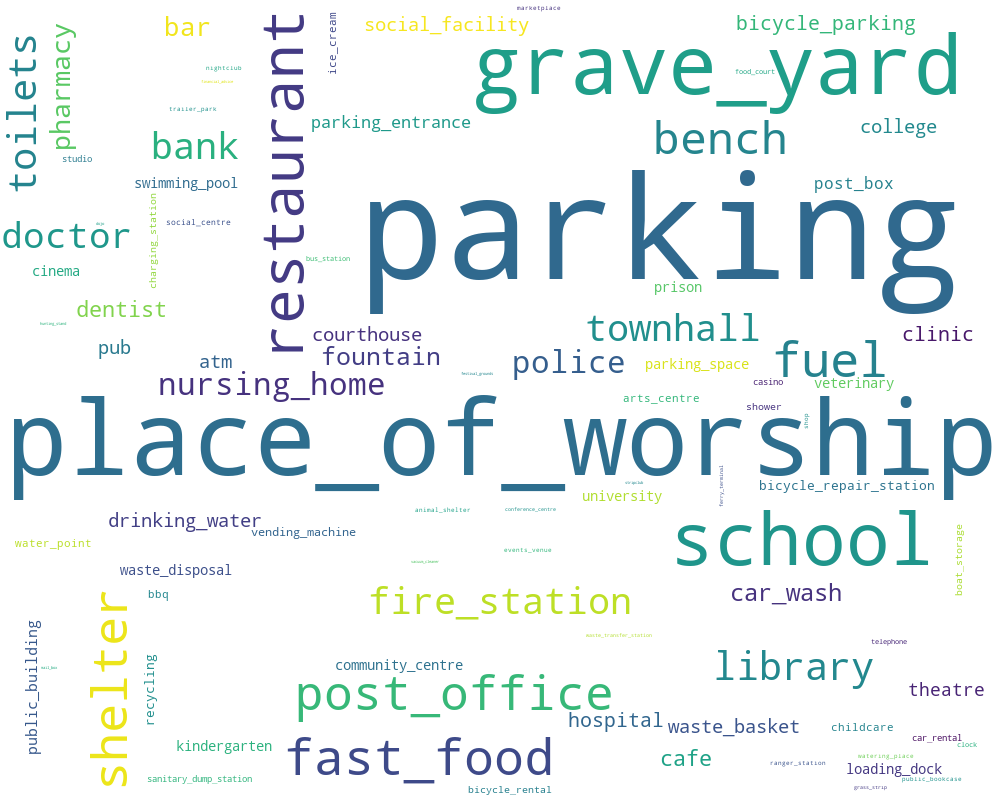 marketplace
toilets
pharmacy
bar
restaurant
ice_cream
social_facility
bicycle_parking
grave_yard
nightclub
food_court
trailer_park
parking_entrance
bench
college
bank
studio
swimming_pool
parking
post_box
charging_station
social_centre
doctor
cinema
bus_station
prison
dentist
townhall
courthouse
clinic
pub
atm
fountain
police
parking_space
fuel
nursing_home
casino
veterinary
place_of_worship
arts_centre
shower
shop
ferry_terminal
bicycle_repair_station
university
animal_shelter
conference_centre
school
drinking_water
vending_machine
water_point
events_venue
boat_storage
waste_disposal
bbq
fire_station
car_wash
shelter
public_building
waste_transfer_station
telephone
recycling
community_centre
library
post_office
theatre
hospital
waste_basket
childcare
car_rental
kindergarten
fast_food
cafe
clock
watering_place
ranger_station
loading_dock
sanitary_dump_station
public_bookcase
bicycle_rental
grass_strip